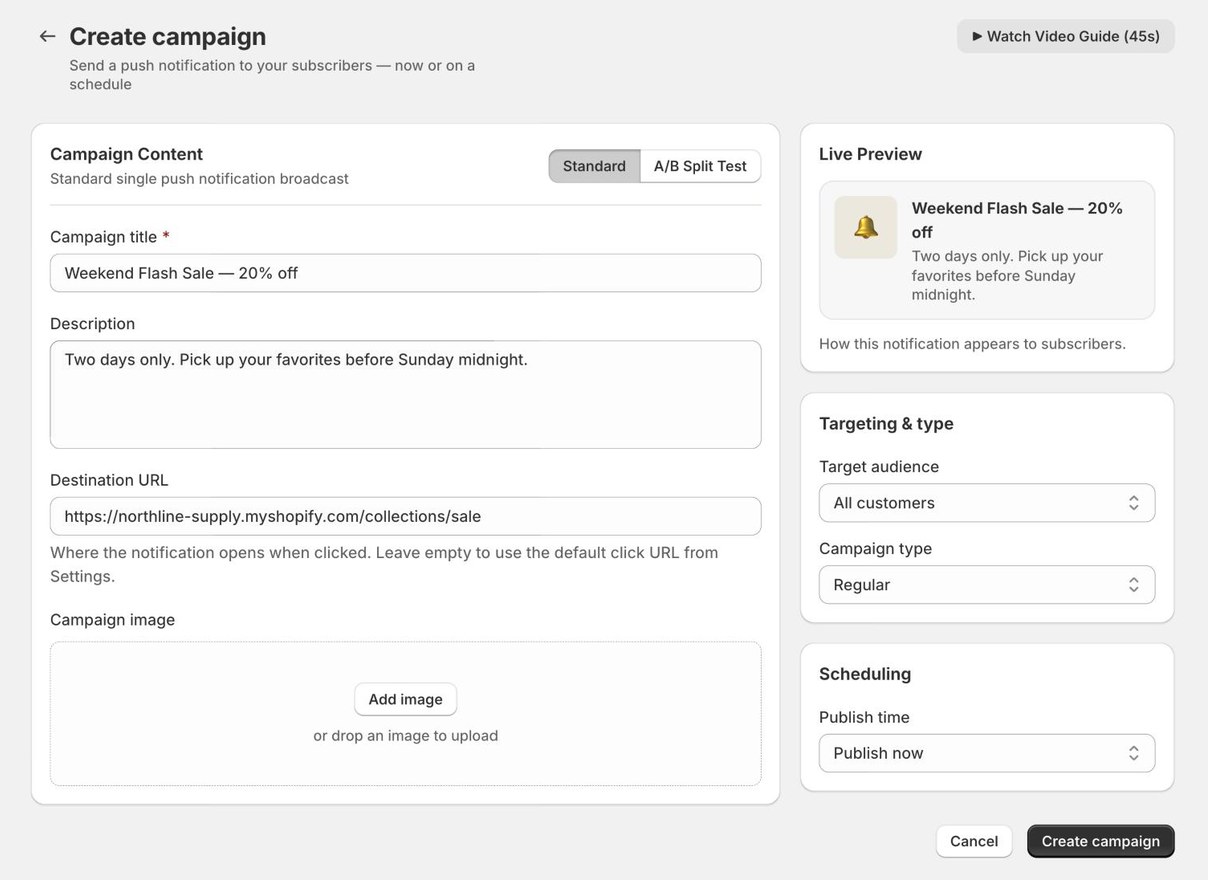 Create campaign
Send a push notification to your subscribers — now or on a
schedule
▶ Watch Video Guide (45s)
Campaign Content
Standard single push notification broadcast
Standard
A/B Split Test
Campaign title *
Weekend Flash Sale — 20% off
Description
Two days only. Pick up your favorites before Sunday midnight.
Destination URL
https://northline-supply.myshopify.com/collections/sale
Where the notification opens when clicked. Leave empty to use the default click URL from
Settings.
Campaign image
Add image
or drop an image to upload
Live Preview
Weekend Flash Sale — 20%
off
Two days only. Pick up your
favorites before Sunday
midnight.
How this notification appears to subscribers.
Targeting & type
Target audience
All customers
Campaign type
Regular
Scheduling
Publish time
Publish now
Cancel
Create campaign